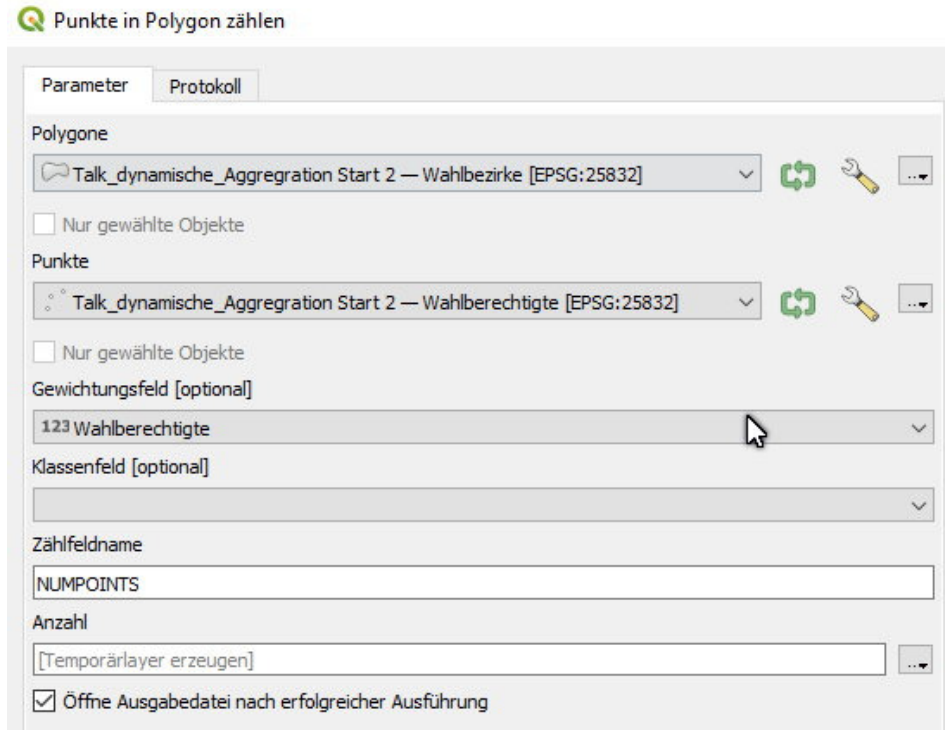 Punkte in Polygon zählen
Parameter
Protokoll
Polygone
Talk_dynamische_Aggregration Start 2 — Wahlbezirke [EPSG:25832]
...
Nur gewählte Objekte
Punkte
Talk_dynamische_Aggregration Start 2 — Wahlberechtigte [EPSG:25832]
...
Nur gewählte Objekte
Gewichtungsfeld [optional]
123 Wahlberechtigte
Klassenfeld [optional]
Zählfeldname
NUMPOINTS
Anzahl
[Temporärlayer erzeugen]
...
Öffne Ausgabedatei nach erfolgreicher Ausführung